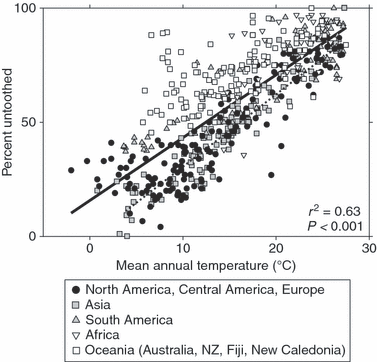 100
50
0
Percent untoothed
0
10
20
30
Mean annual temperature (°C)
r² = 0.63
P < 0.001
North America, Central America, Europe
Asia
South America
Africa
Oceania (Australia, NZ, Fiji, New Caledonia)